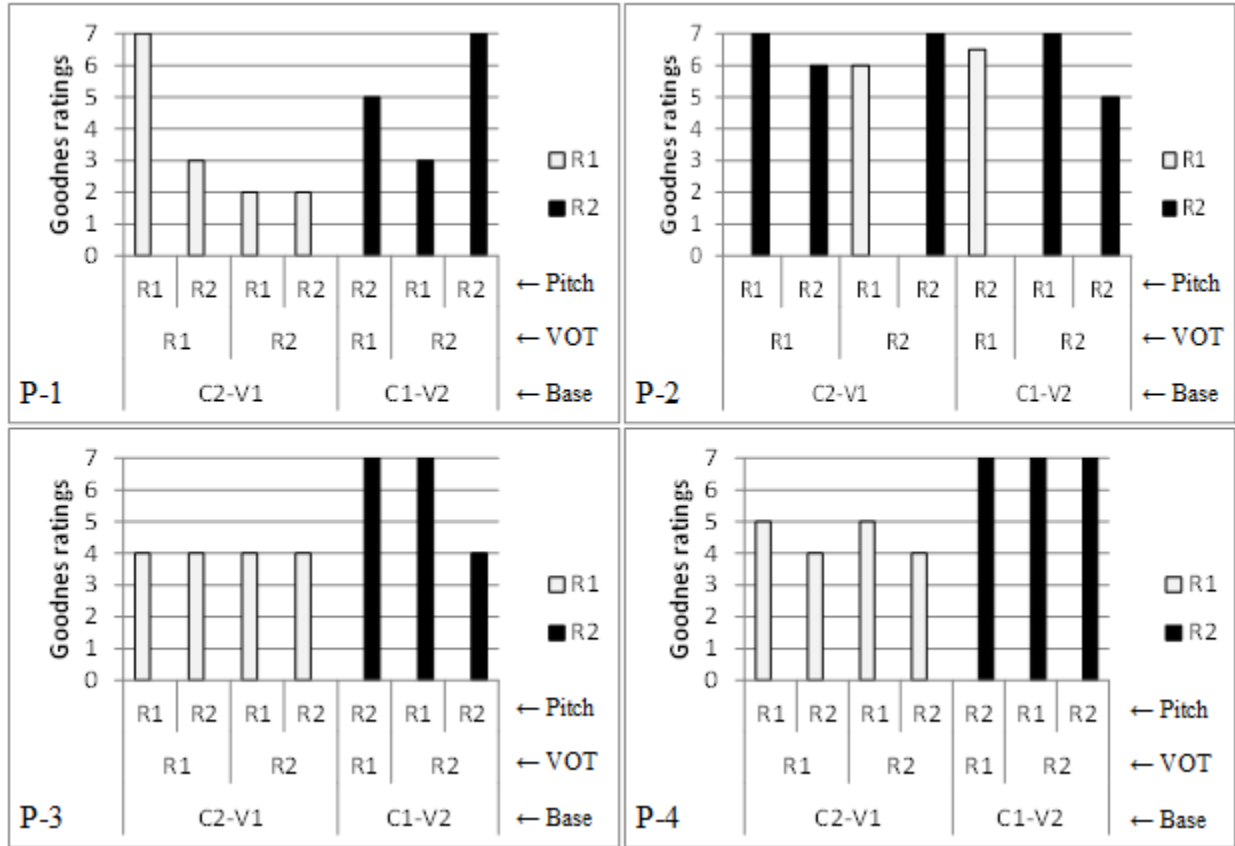 Goodnes ratings
7
6
5
4
3
2
1
0
R1 R2 R1 R2 R2 R1 R2 ← Pitch
R1 R2 R1 R2 ← VOT
C2-V1 C1-V2 ← Base
R1
R2
P-1
Goodnes ratings
7
6
5
4
3
2
1
0
R1 R2 R1 R2 R2 R1 R2 ← Pitch
R1 R2 R1 R2 ← VOT
C2-V1 C1-V2 ← Base
R1
R2
P-2
Goodnes ratings
7
6
5
4
3
2
1
0
R1 R2 R1 R2 R2 R1 R2 ← Pitch
R1 R2 R1 R2 ← VOT
C2-V1 C1-V2 ← Base
R1
R2
P-3
Goodnes ratings
7
6
5
4
3
2
1
0
R1 R2 R1 R2 R2 R1 R2 ← Pitch
R1 R2 R1 R2 ← VOT
C2-V1 C1-V2 ← Base
R1
R2
P-4